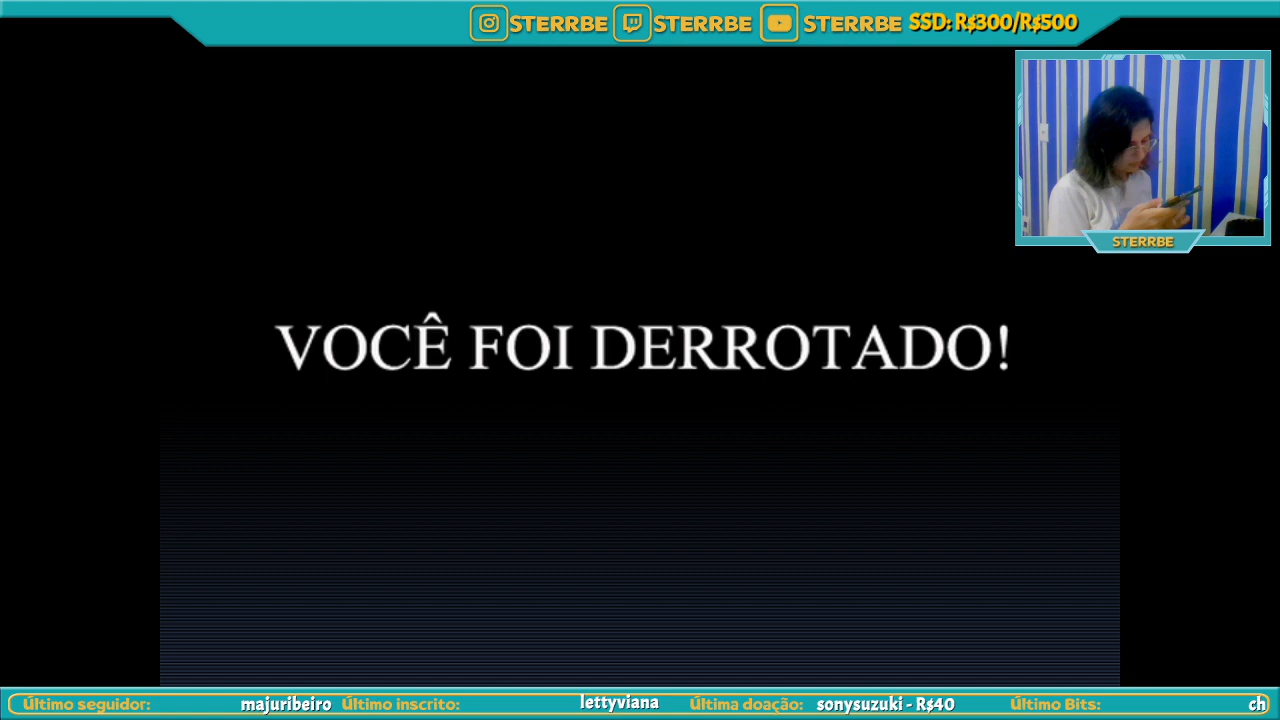 STERRBE STERRBE STERRBE SSD: R$300/R$500
STERRBE
VOCÊ FOI DERROTADO!
Último seguidor: majuribeiro Último inscrito: lettyviana Última doação: sonysuzuki - R$40 Último Bits: ch